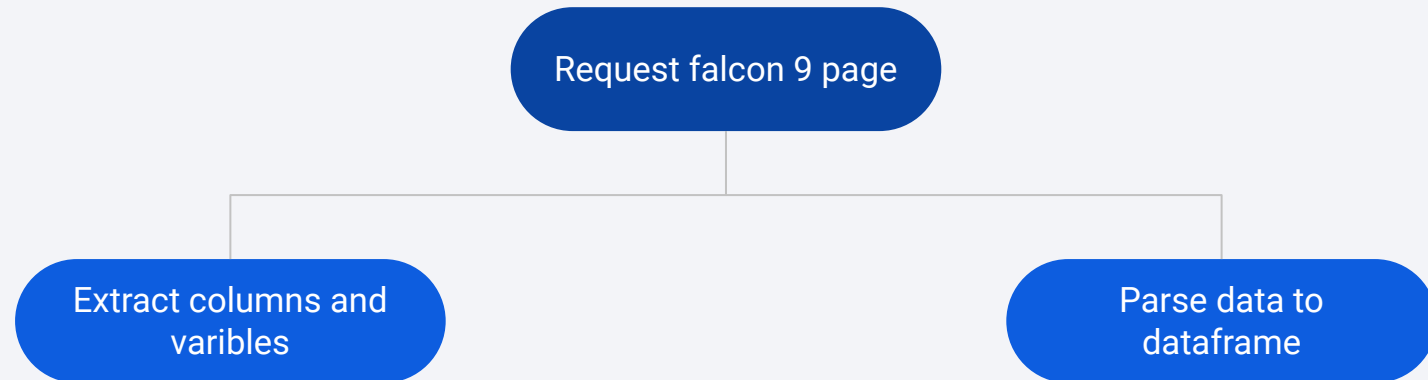 Request falcon 9 page
Extract columns and
varibles
Parse data to
dataframe